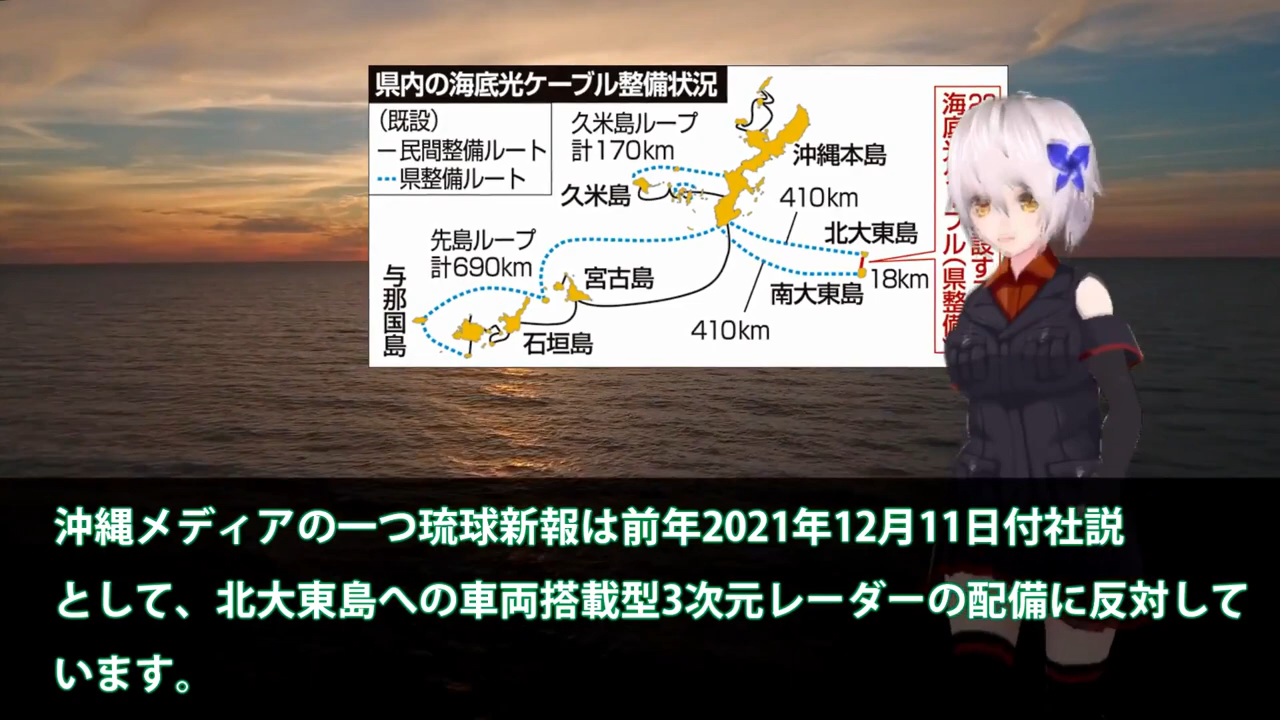 県内の海底光ケーブル整備状況
(既設)
民間整備ルート
県整備ルート
久米島ループ
計170km
久米島
沖縄本島
410km
北大東島
18km
南大東島
410km
先島ループ
計690km
宮古島
与那国島
石垣島
沖縄メディアの一つ琉球新報は前年2021年12月11日付社説
として、北大東島への車両搭載型3次元レーダーの配備に反対して
います。